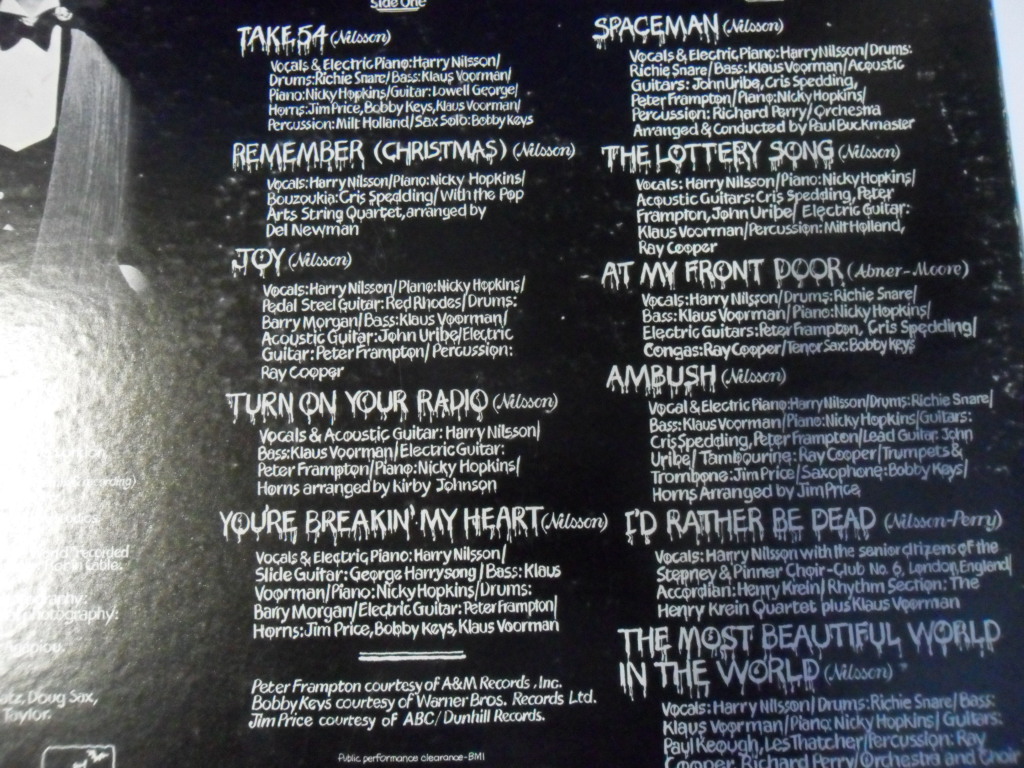 Side One
TAKE 54 (Nilsson)
Vocals & Electric Piano: Harry Nilsson/
Drums: Richie Snare/Bass: Klaus Voorman/
Piano: Nicky Hopkins/Guitar: Lowell George/
Horns: Jim Price, Bobby Keys, Klaus Voorman/
Percussion: Milt Holland/Sax Solo: Bobby Keys
REMEMBER (CHRISTMAS) (Nilsson)
Vocals: Harry Nilsson/Piano: Nicky Hopkins/
Bouzoukia: Cris Spedding/With the Pop
Arts String Quartet, arranged by
Del Newman
JOY (Nilsson)
Vocals: Harry Nilsson/Piano: Nicky Hopkins/
Pedal Steel Guitar: Red Rhodes/Drums:
Barry Morgan/Bass: Klaus Voorman/
Acoustic Guitar: John Uribe/Electric
Guitar: Peter Frampton/Percussion:
Ray Cooper
TURN ON YOUR RADIO (Nilsson)
Vocals & Acoustic Guitar: Harry Nilsson/
Bass: Klaus Voorman/Electric Guitar:
Peter Frampton/Piano: Nicky Hopkins/
Horns arranged by Kirby Johnson
YOU'RE BREAKIN' MY HEART (Nilsson)
Vocals & Electric Piano: Harry Nilsson/
Slide Guitar: George Harrysong/Bass: Klaus
Voorman/Piano: Nicky Hopkins/Drums:
Barry Morgan/Electric Guitar: Peter Frampton/
Horns: Jim Price, Bobby Keys, Klaus Voorman
Peter Frampton courtesy of A&M Records, Inc.
Bobby Keys courtesy of Warner Bros. Records Ltd.
Jim Price courtesy of ABC/Dunhill Records.
Public performance clearance-BMI
SPACEMAN (Nilsson)
Vocals & Electric Piano: Harry Nilsson/Drums:
Richie Snare/Bass: Klaus Voorman/Acoustic
Guitars: John Uribe, Cris Spedding,
Peter Frampton/Piano: Nicky Hopkins/
Percussion: Richard Perry/Orchestra
Arranged & Conducted by Paul Buckmaster
THE LOTTERY SONG (Nilsson)
Vocals: Harry Nilsson/Piano: Nicky Hopkins/
Acoustic Guitars: Cris Spedding, Peter
Frampton, John Uribe/Electric Guitar:
Klaus Voorman/Percussion: Milt Holland,
Ray Cooper
AT MY FRONT DOOR (Abner-Moore)
Vocals: Harry Nilsson/Drums: Richie Snare/
Bass: Klaus Voorman/Piano: Nicky Hopkins/
Electric Guitars: Peter Frampton, Cris Spedding/
Congas: Ray Cooper/Tenor Sax: Bobby Keys
AMBUSH (Nilsson)
Vocal & Electric Piano: Harry Nilsson/Drums: Richie Snare/
Bass: Klaus Voorman/Piano: Nicky Hopkins/Guitars:
Cris Spedding, Peter Frampton/Lead Guitar: John
Uribe/Tambourine: Ray Cooper/Trumpets &
Trombone: Jim Price/Saxophone: Bobby Keys/
Horns Arranged by Jim Price
I'D RATHER BE DEAD (Nilsson-Perry)
Vocals: Harry Nilsson with the senior citizens of the
Stepney & Pinner Choir-Club No. 6, London, England/
Accordian: Henry Krein/Rhythm Section: The
Henry Krein Quartet plus Klaus Voorman
THE MOST BEAUTIFUL WORLD
IN THE WORLD (Nilsson)
Vocals: Harry Nilsson/Drums: Richie Snare/Bass:
Klaus Voorman/Piano: Nicky Hopkins/Guitars:
Paul Keough, Les Thatcher/Percussion: Ray
Cooper, Richard Perry/Orchestra and Choir
recording)
recorded
photography:
Doug Sax,
Taylor.